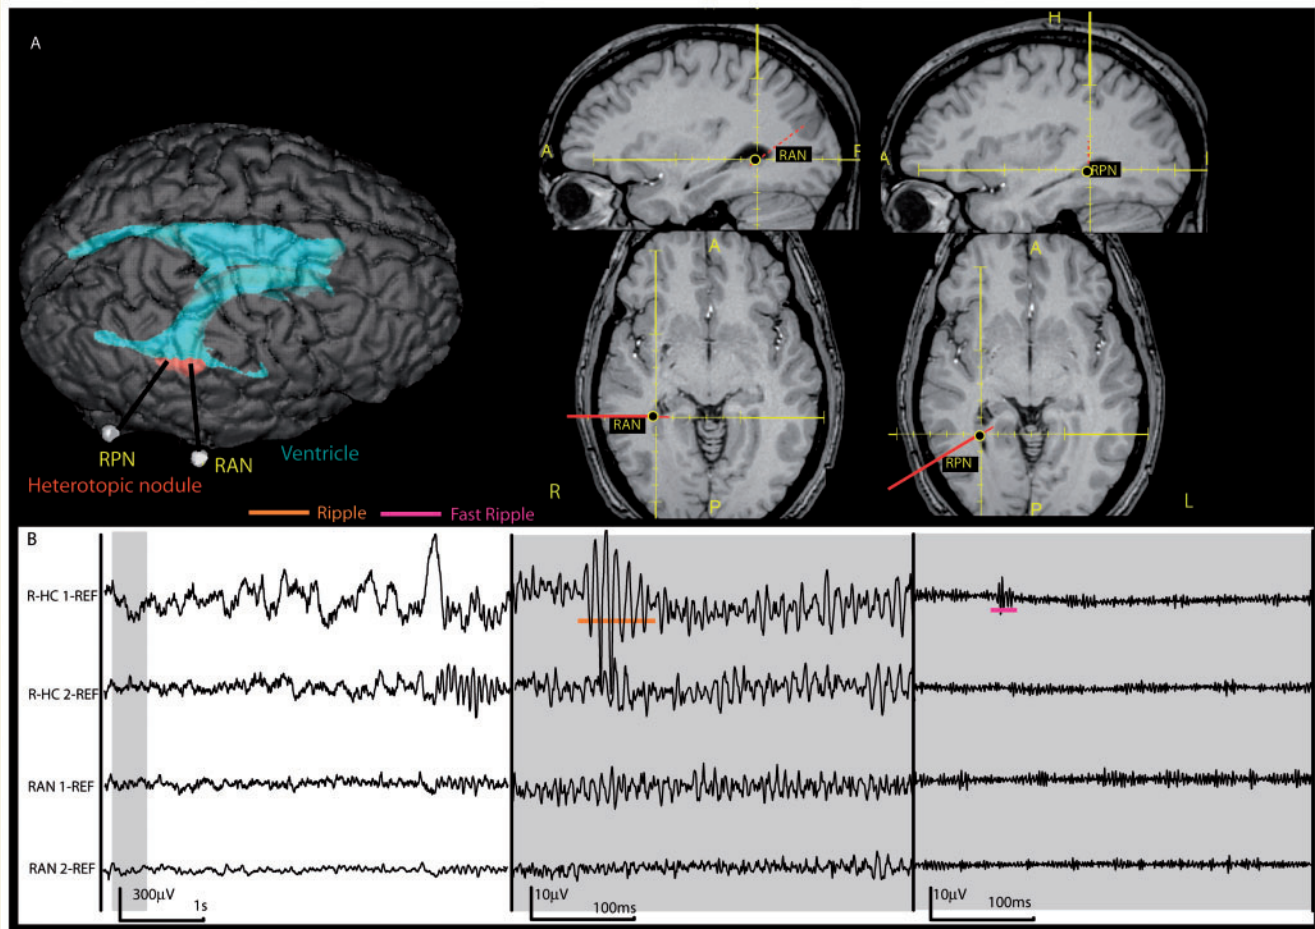 A
H
A
RAN
P
A
RPN
RPN
RAN
Ventricle
Heterotopic nodule
A
A
RAN
RPN
R
P
P
L
Ripple
Fast Ripple
B
R-HC 1-REF
R-HC 2-REF
RAN 1-REF
RAN 2-REF
300µV
1s
10µV
100ms
10µV
100ms